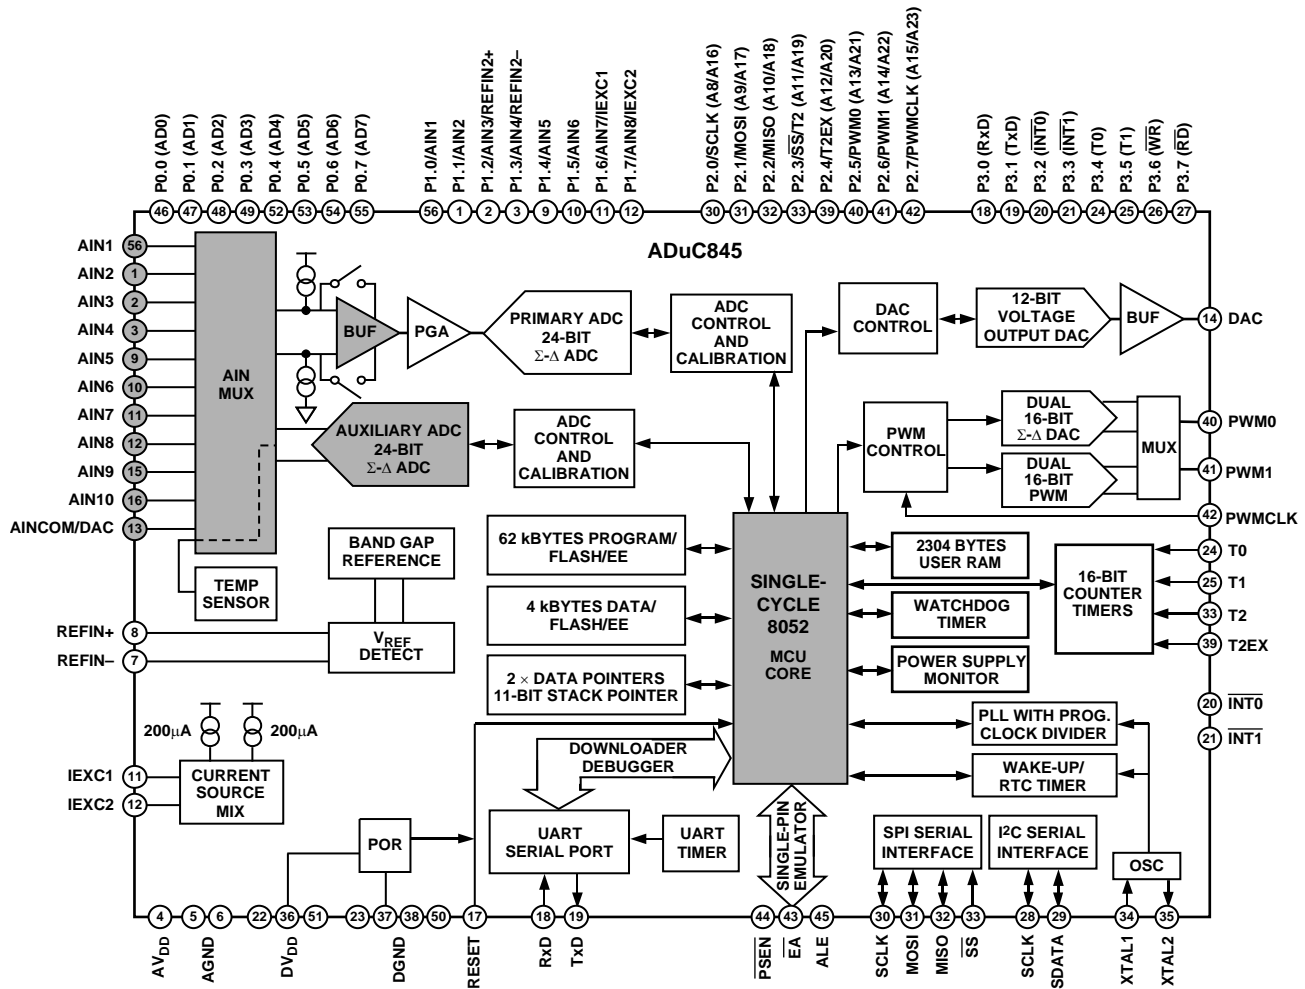 P0.0 (AD0)
P0.1 (AD1)
P0.2 (AD2)
P0.3 (AD3)
P0.4 (AD4)
P0.5 (AD5)
P0.6 (AD6)
P0.7 (AD7)
P1.0/AIN1
P1.1/AIN2
P1.2/AIN3/REFIN2+
P1.3/AIN4/REFIN2–
P1.4/AIN5
P1.5/AIN6
P1.6/AIN7/IEXC1
P1.7/AIN8/IEXC2
P2.0/SCLK (A8/A16)
P2.1/MOSI (A9/A17)
P2.2/MISO (A10/A18)
P2.3/S̅S̅/T2 (A11/A19)
P2.4/T2EX (A12/A20)
P2.5/PWM0 (A13/A21)
P2.6/PWM1 (A14/A22)
P2.7/PWMCLK (A15/A23)
P3.0 (RxD)
P3.1 (TxD)
P3.2 (I̅N̅T̅0̅)
P3.3 (I̅N̅T̅1̅)
P3.4 (T0)
P3.5 (T1)
P3.6 (W̅R̅)
P3.7 (R̅D̅)
46 47 48 49 52 53 54 55
56 1 2 3 9 10 11 12
30 31 32 33 39 40 41 42
18 19 20 21 24 25 26 27
ADuC845
AIN1 56
AIN2 1
AIN3 2
AIN4 3
AIN5 9
AIN6 10
AIN7 11
AIN8 12
AIN9 15
AIN10 16
AINCOM/DAC 13
AIN
MUX
BUF
PGA
PRIMARY ADC
24-BIT
Σ-Δ ADC
ADC
CONTROL
AND
CALIBRATION
DAC
CONTROL
12-BIT
VOLTAGE
OUTPUT DAC
BUF
14 DAC
AUXILIARY ADC
24-BIT
Σ-Δ ADC
ADC
CONTROL
AND
CALIBRATION
PWM
CONTROL
DUAL
16-BIT
Σ-Δ DAC
DUAL
16-BIT
PWM
MUX
40 PWM0
41 PWM1
42 PWMCLK
TEMP
SENSOR
BAND GAP
REFERENCE
VREF
DETECT
REFIN+ 8
REFIN– 7
62 kBYTES PROGRAM/
FLASH/EE
4 kBYTES DATA/
FLASH/EE
2 × DATA POINTERS
11-BIT STACK POINTER
SINGLE-
CYCLE
8052
MCU
CORE
2304 BYTES
USER RAM
WATCHDOG
TIMER
POWER SUPPLY
MONITOR
16-BIT
COUNTER
TIMERS
24 T0
25 T1
33 T2
39 T2EX
20 I̅N̅T̅0̅
21 I̅N̅T̅1̅
200μA
200μA
IEXC1 11
IEXC2 12
CURRENT
SOURCE
MIX
DOWNLOADER
DEBUGGER
PLL WITH PROG.
CLOCK DIVIDER
WAKE-UP/
RTC TIMER
POR
UART
SERIAL PORT
UART
TIMER
SINGLE-PIN
EMULATOR
SPI SERIAL
INTERFACE
I²C SERIAL
INTERFACE
OSC
4 5 6 22 36 51 23 37 38 50 17 18 19 44 43 45 30 31 32 33 28 29 34 35
AVDD
AGND
DVDD
DGND
RESET
RxD
TxD
P̅S̅E̅N̅
E̅A̅
ALE
SCLK
MOSI
MISO
S̅S̅
SCLK
SDATA
XTAL1
XTAL2